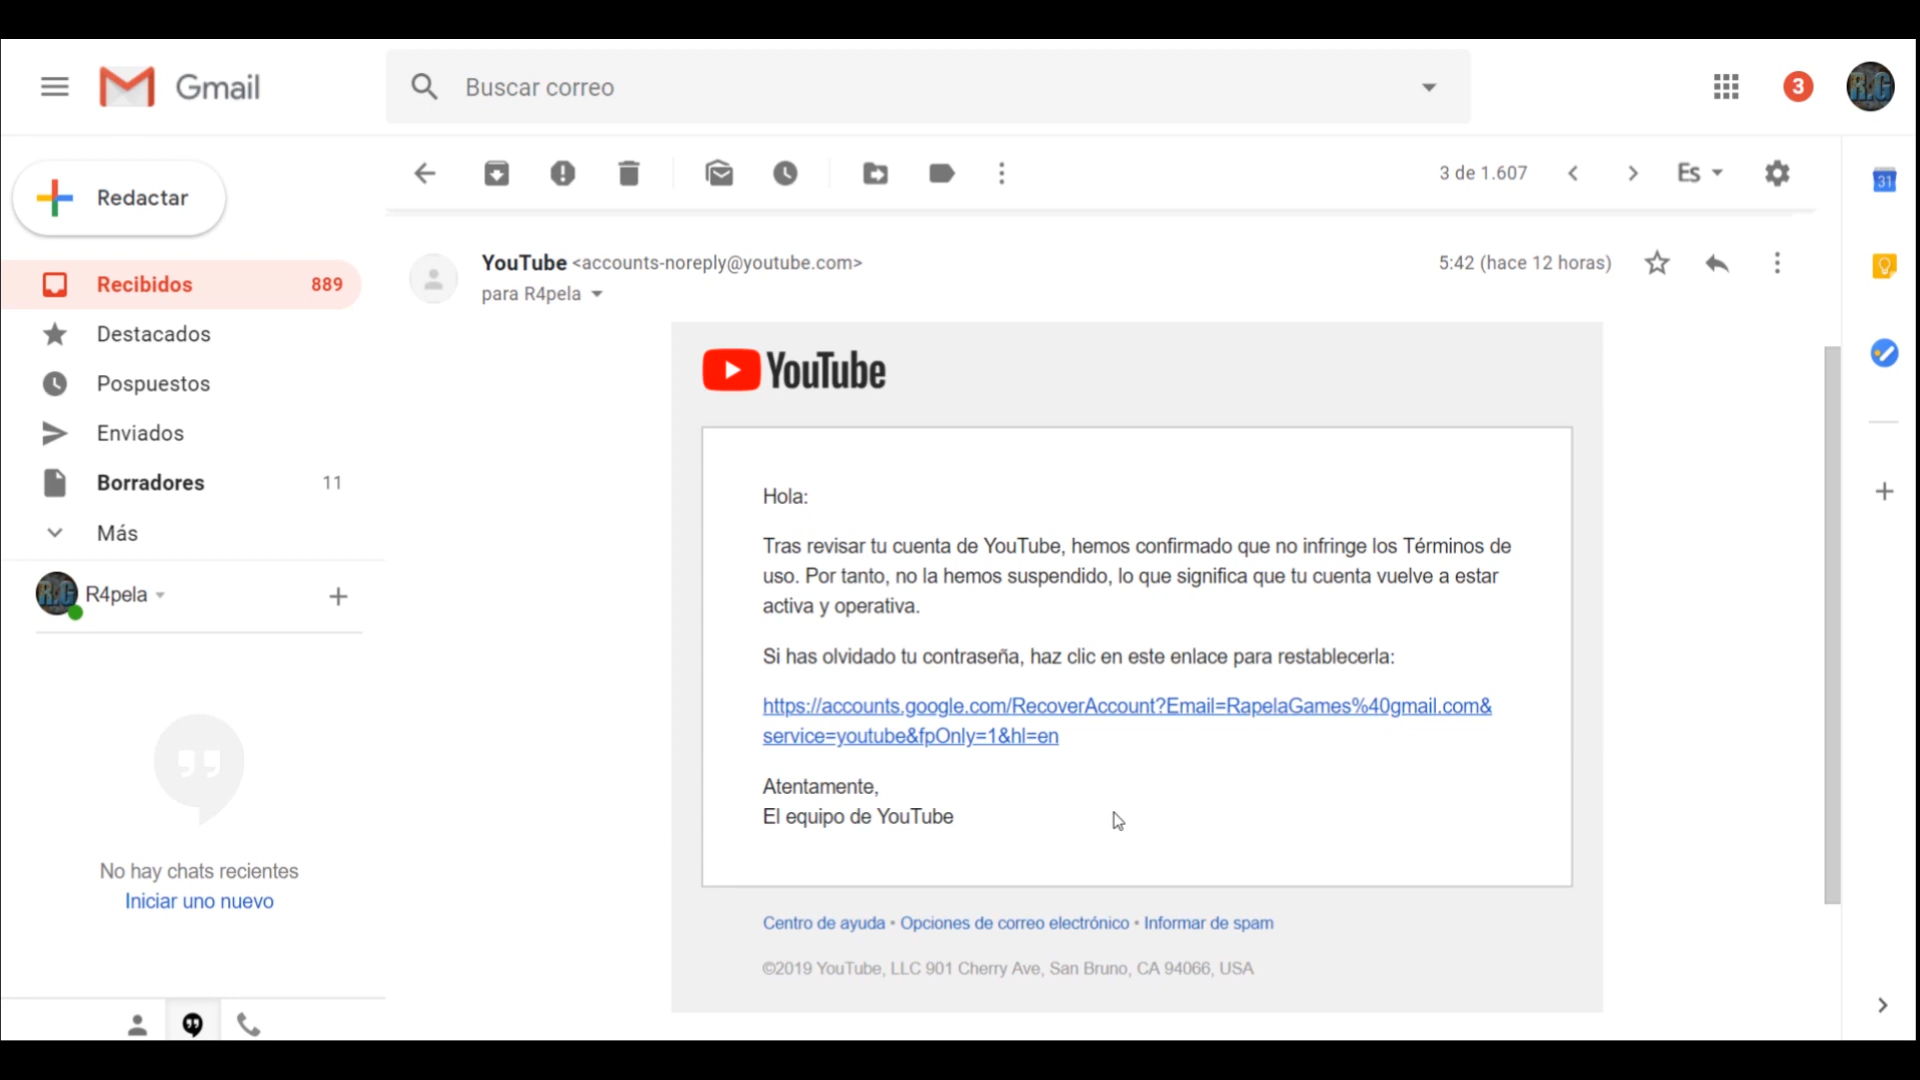 Gmail
Buscar correo
3
R.G
Redactar
3 de 1.607
Es
31
Recibidos 889
Destacados
Pospuestos
Enviados
Borradores 11
Más
R.G
R4pela
No hay chats recientes
Iniciar uno nuevo
YouTube <accounts-noreply@youtube.com>
5:42 (hace 12 horas)
para R4pela
YouTube
Hola:
Tras revisar tu cuenta de YouTube, hemos confirmado que no infringe los Términos de
uso. Por tanto, no la hemos suspendido, lo que significa que tu cuenta vuelve a estar
activa y operativa.
Si has olvidado tu contraseña, haz clic en este enlace para restablecerla:
https://accounts.google.com/RecoverAccount?Email=RapelaGames%40gmail.com&
service=youtube&fpOnly=1&hl=en
Atentamente,
El equipo de YouTube
Centro de ayuda • Opciones de correo electrónico • Informar de spam
©2019 YouTube, LLC 901 Cherry Ave, San Bruno, CA 94066, USA